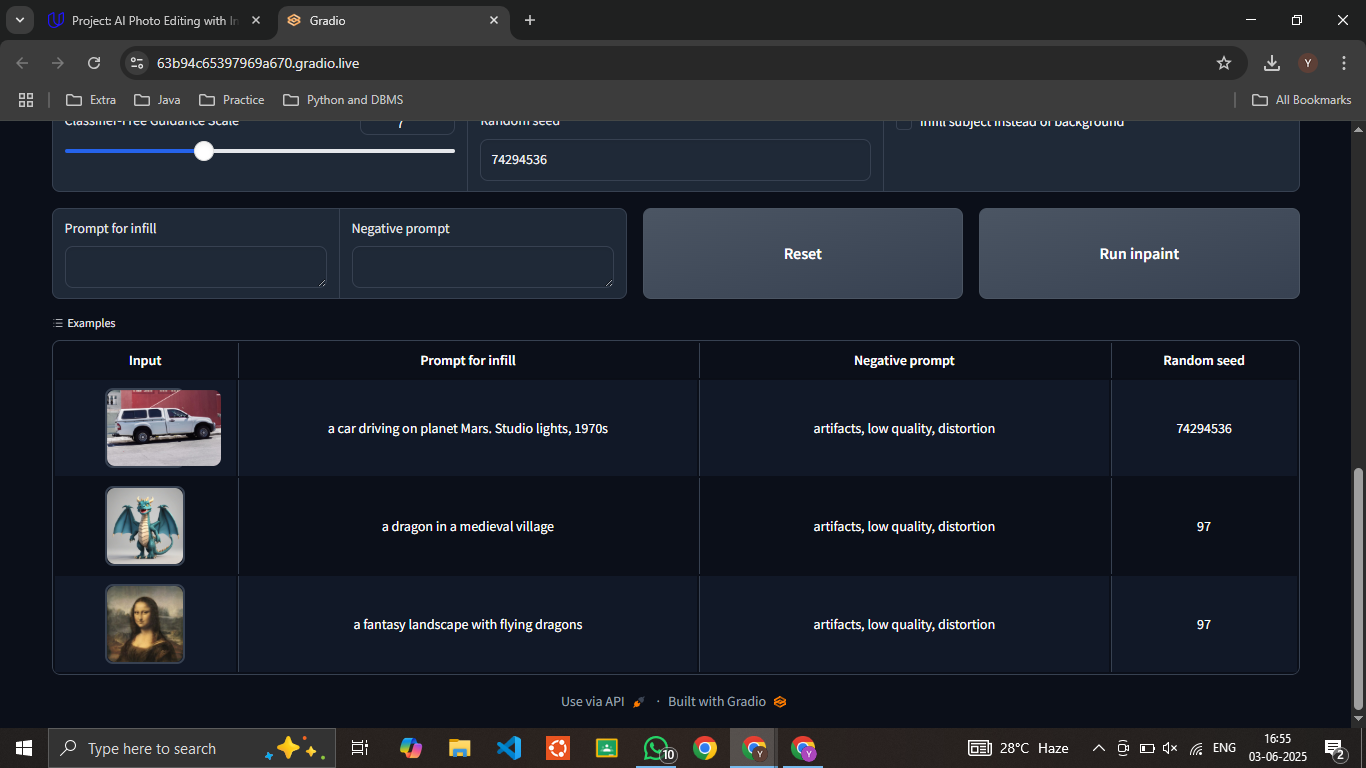 Project: AI Photo Editing with In
Gradio
63b94c65397969a670.gradio.live
Y
Extra
Java
Practice
Python and DBMS
All Bookmarks
Classifier-Free Guidance Scale
7
Random seed
Infill subject instead of background
74294536
Prompt for infill
Negative prompt
Reset
Run inpaint
Examples
Input
Prompt for infill
Negative prompt
Random seed
a car driving on planet Mars. Studio lights, 1970s
artifacts, low quality, distortion
74294536
a dragon in a medieval village
artifacts, low quality, distortion
97
a fantasy landscape with flying dragons
artifacts, low quality, distortion
97
Use via API
·
Built with Gradio
Type here to search
10
Y
Y
28°C Haze
ENG
16:55
03-06-2025
2